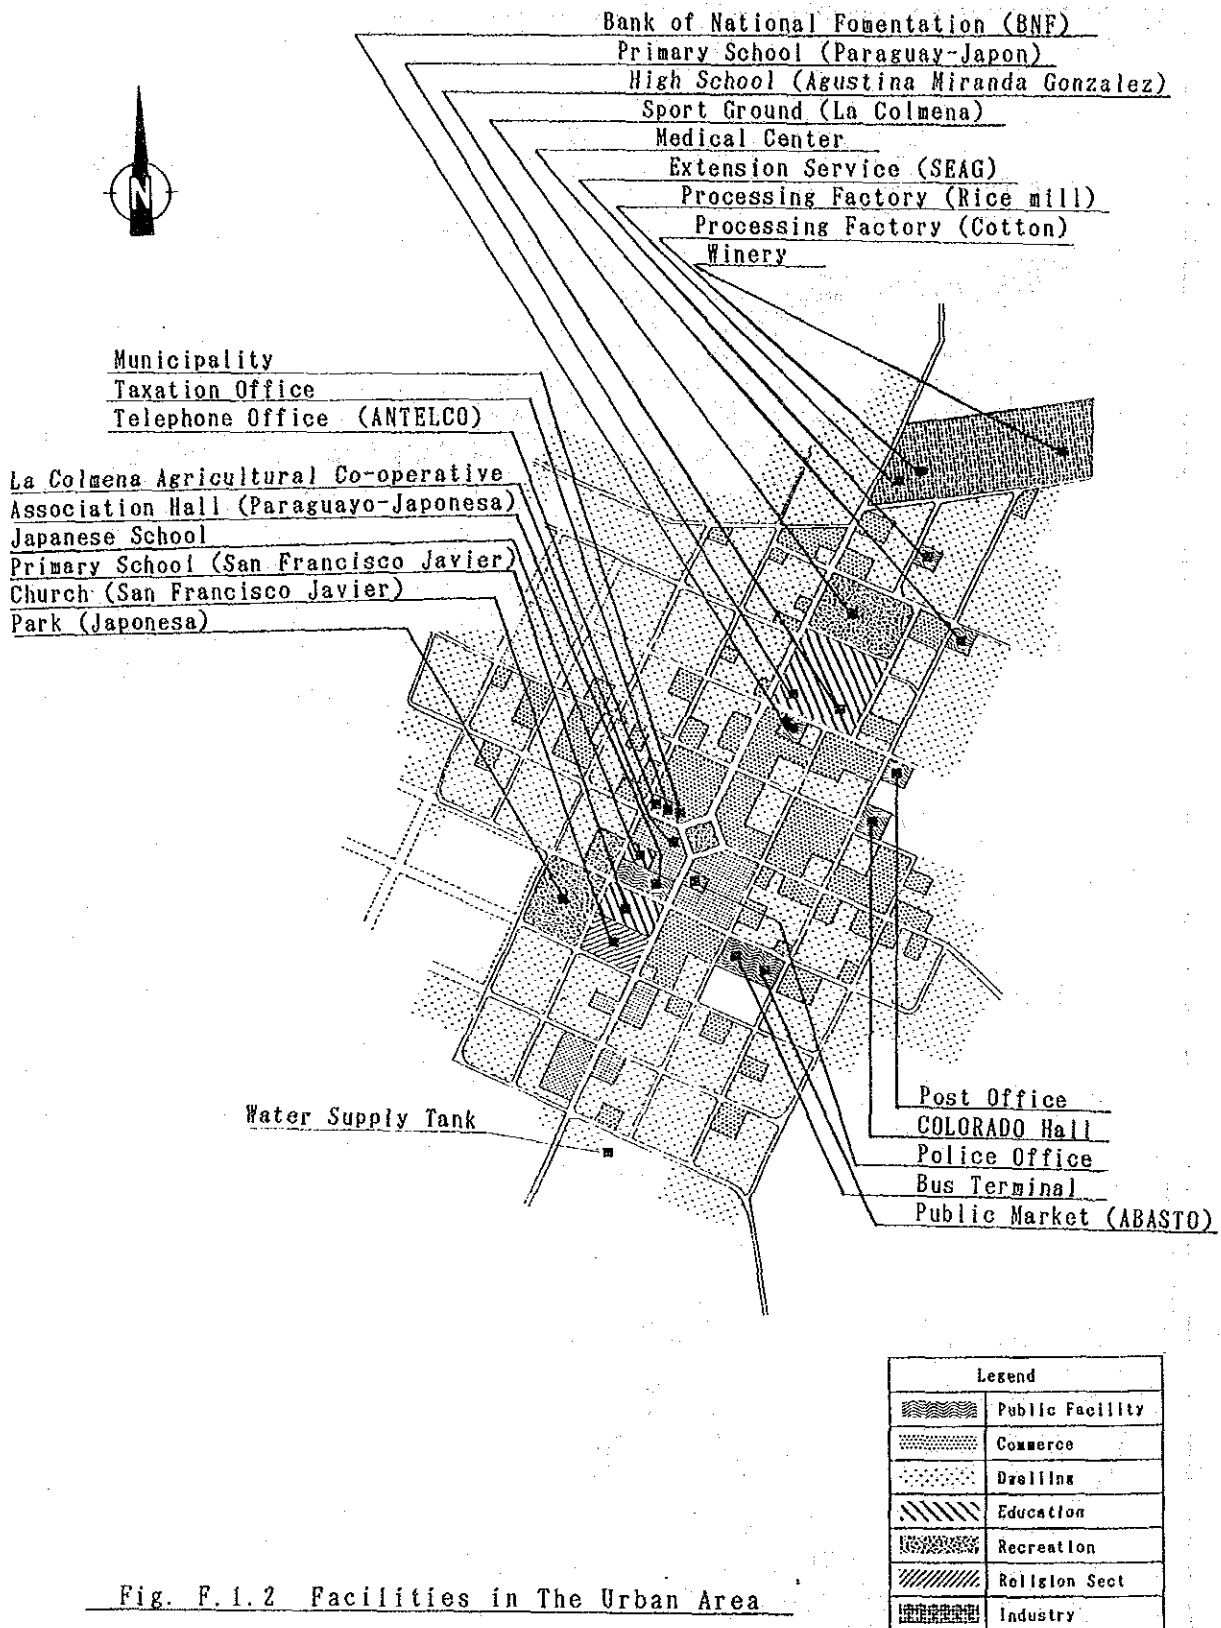 Bank of National Fomentation (BNF)
Primary School (Paraguay-Japon)
High School (Agustina Miranda Gonzalez)
Sport Ground (La Colmena)
Medical Center
Extension Service (SEAG)
Processing Factory (Rice mill)
Processing Factory (Cotton)
Winery
N
Municipality
Taxation Office
Telephone Office (ANTELCO)
La Colmena Agricultural Co-operative
Association Hall (Paraguayo-Japonesa)
Japanese School
Primary School (San Francisco Javier)
Church (San Francisco Javier)
Park (Japonesa)
Water Supply Tank
Post Office
COLORADO Hall
Police Office
Bus Terminal
Public Market (ABASTO)
Legend
Public Facility
Commerce
Dwelling
Education
Recreation
Religion Sect
Industry
Fig. F.1.2 Facilities in The Urban Area